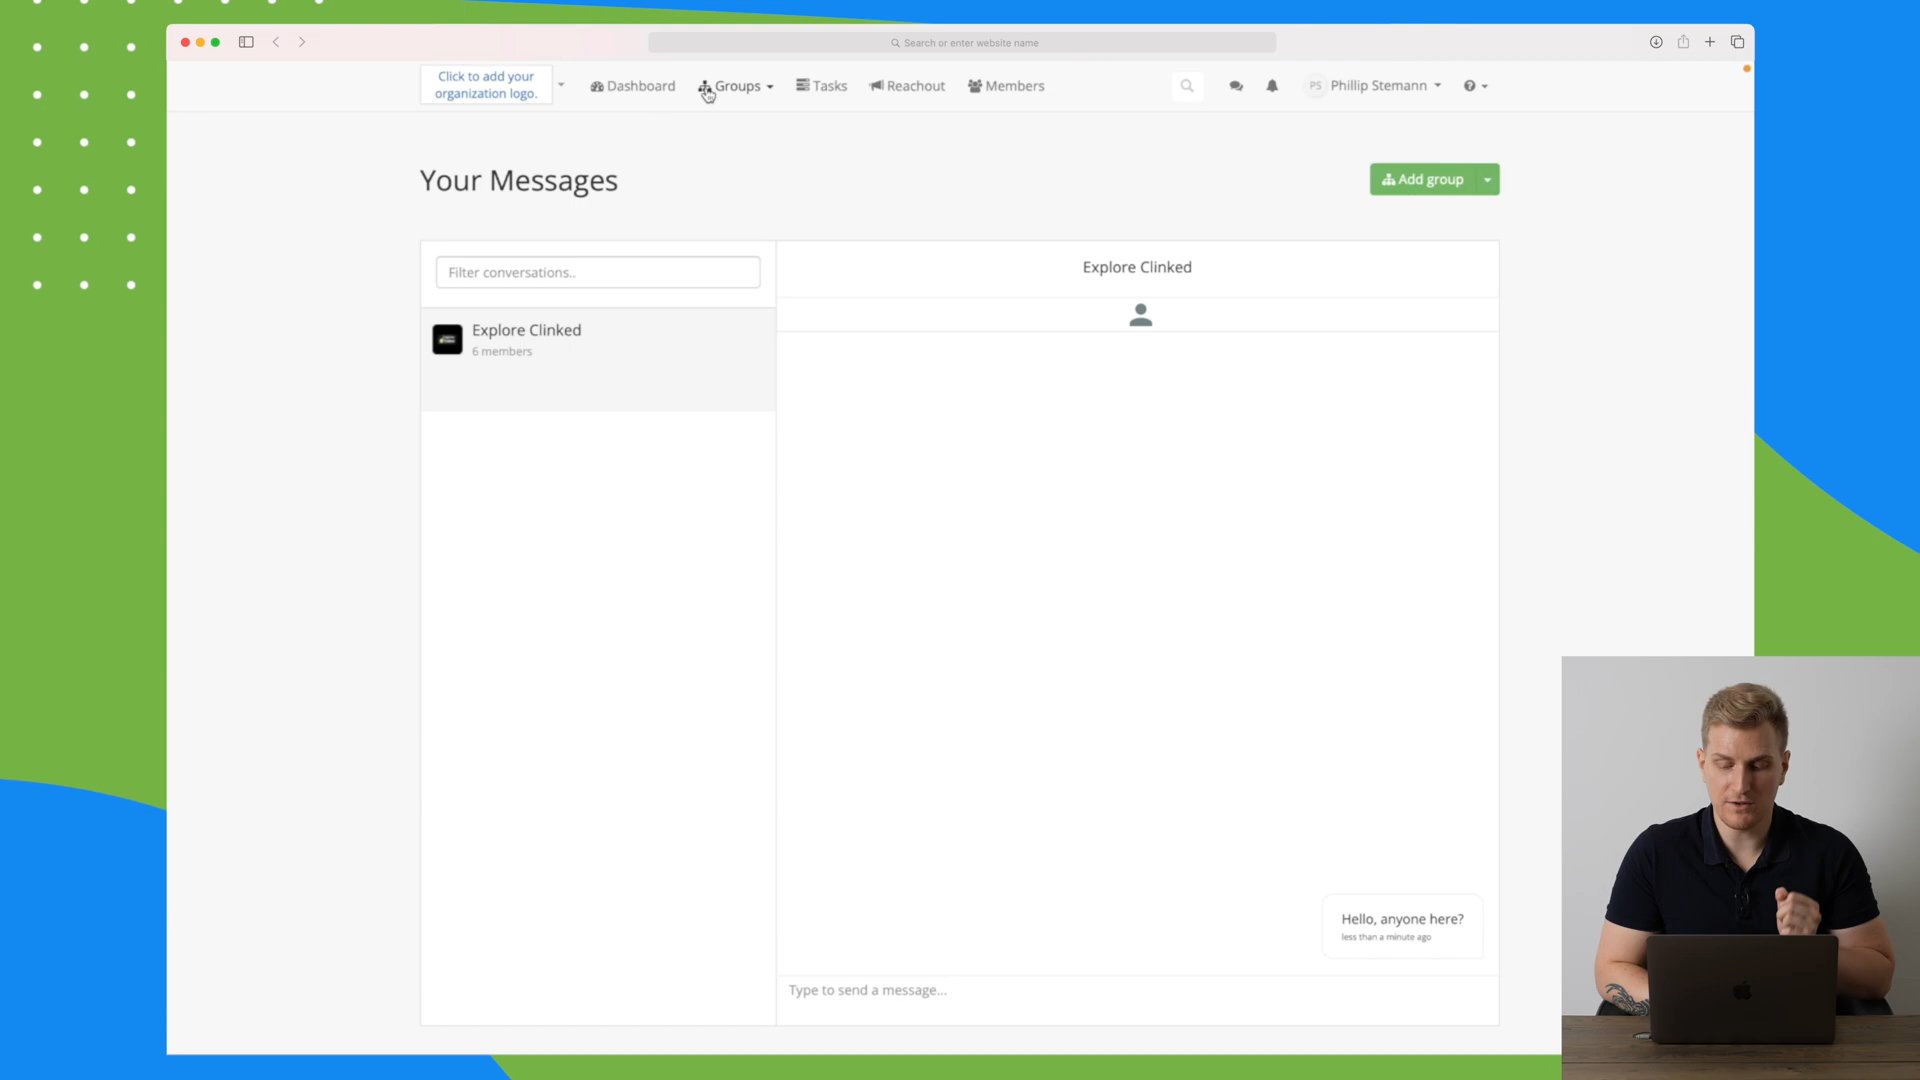 Search or enter website name
Click to add your
organization logo.
Dashboard
Groups
Tasks
Reachout
Members
PS Phillip Stemann
Your Messages
Add group
Filter conversations..
Explore Clinked
6 members
Explore Clinked
Hello, anyone here?
less than a minute ago
Type to send a message...